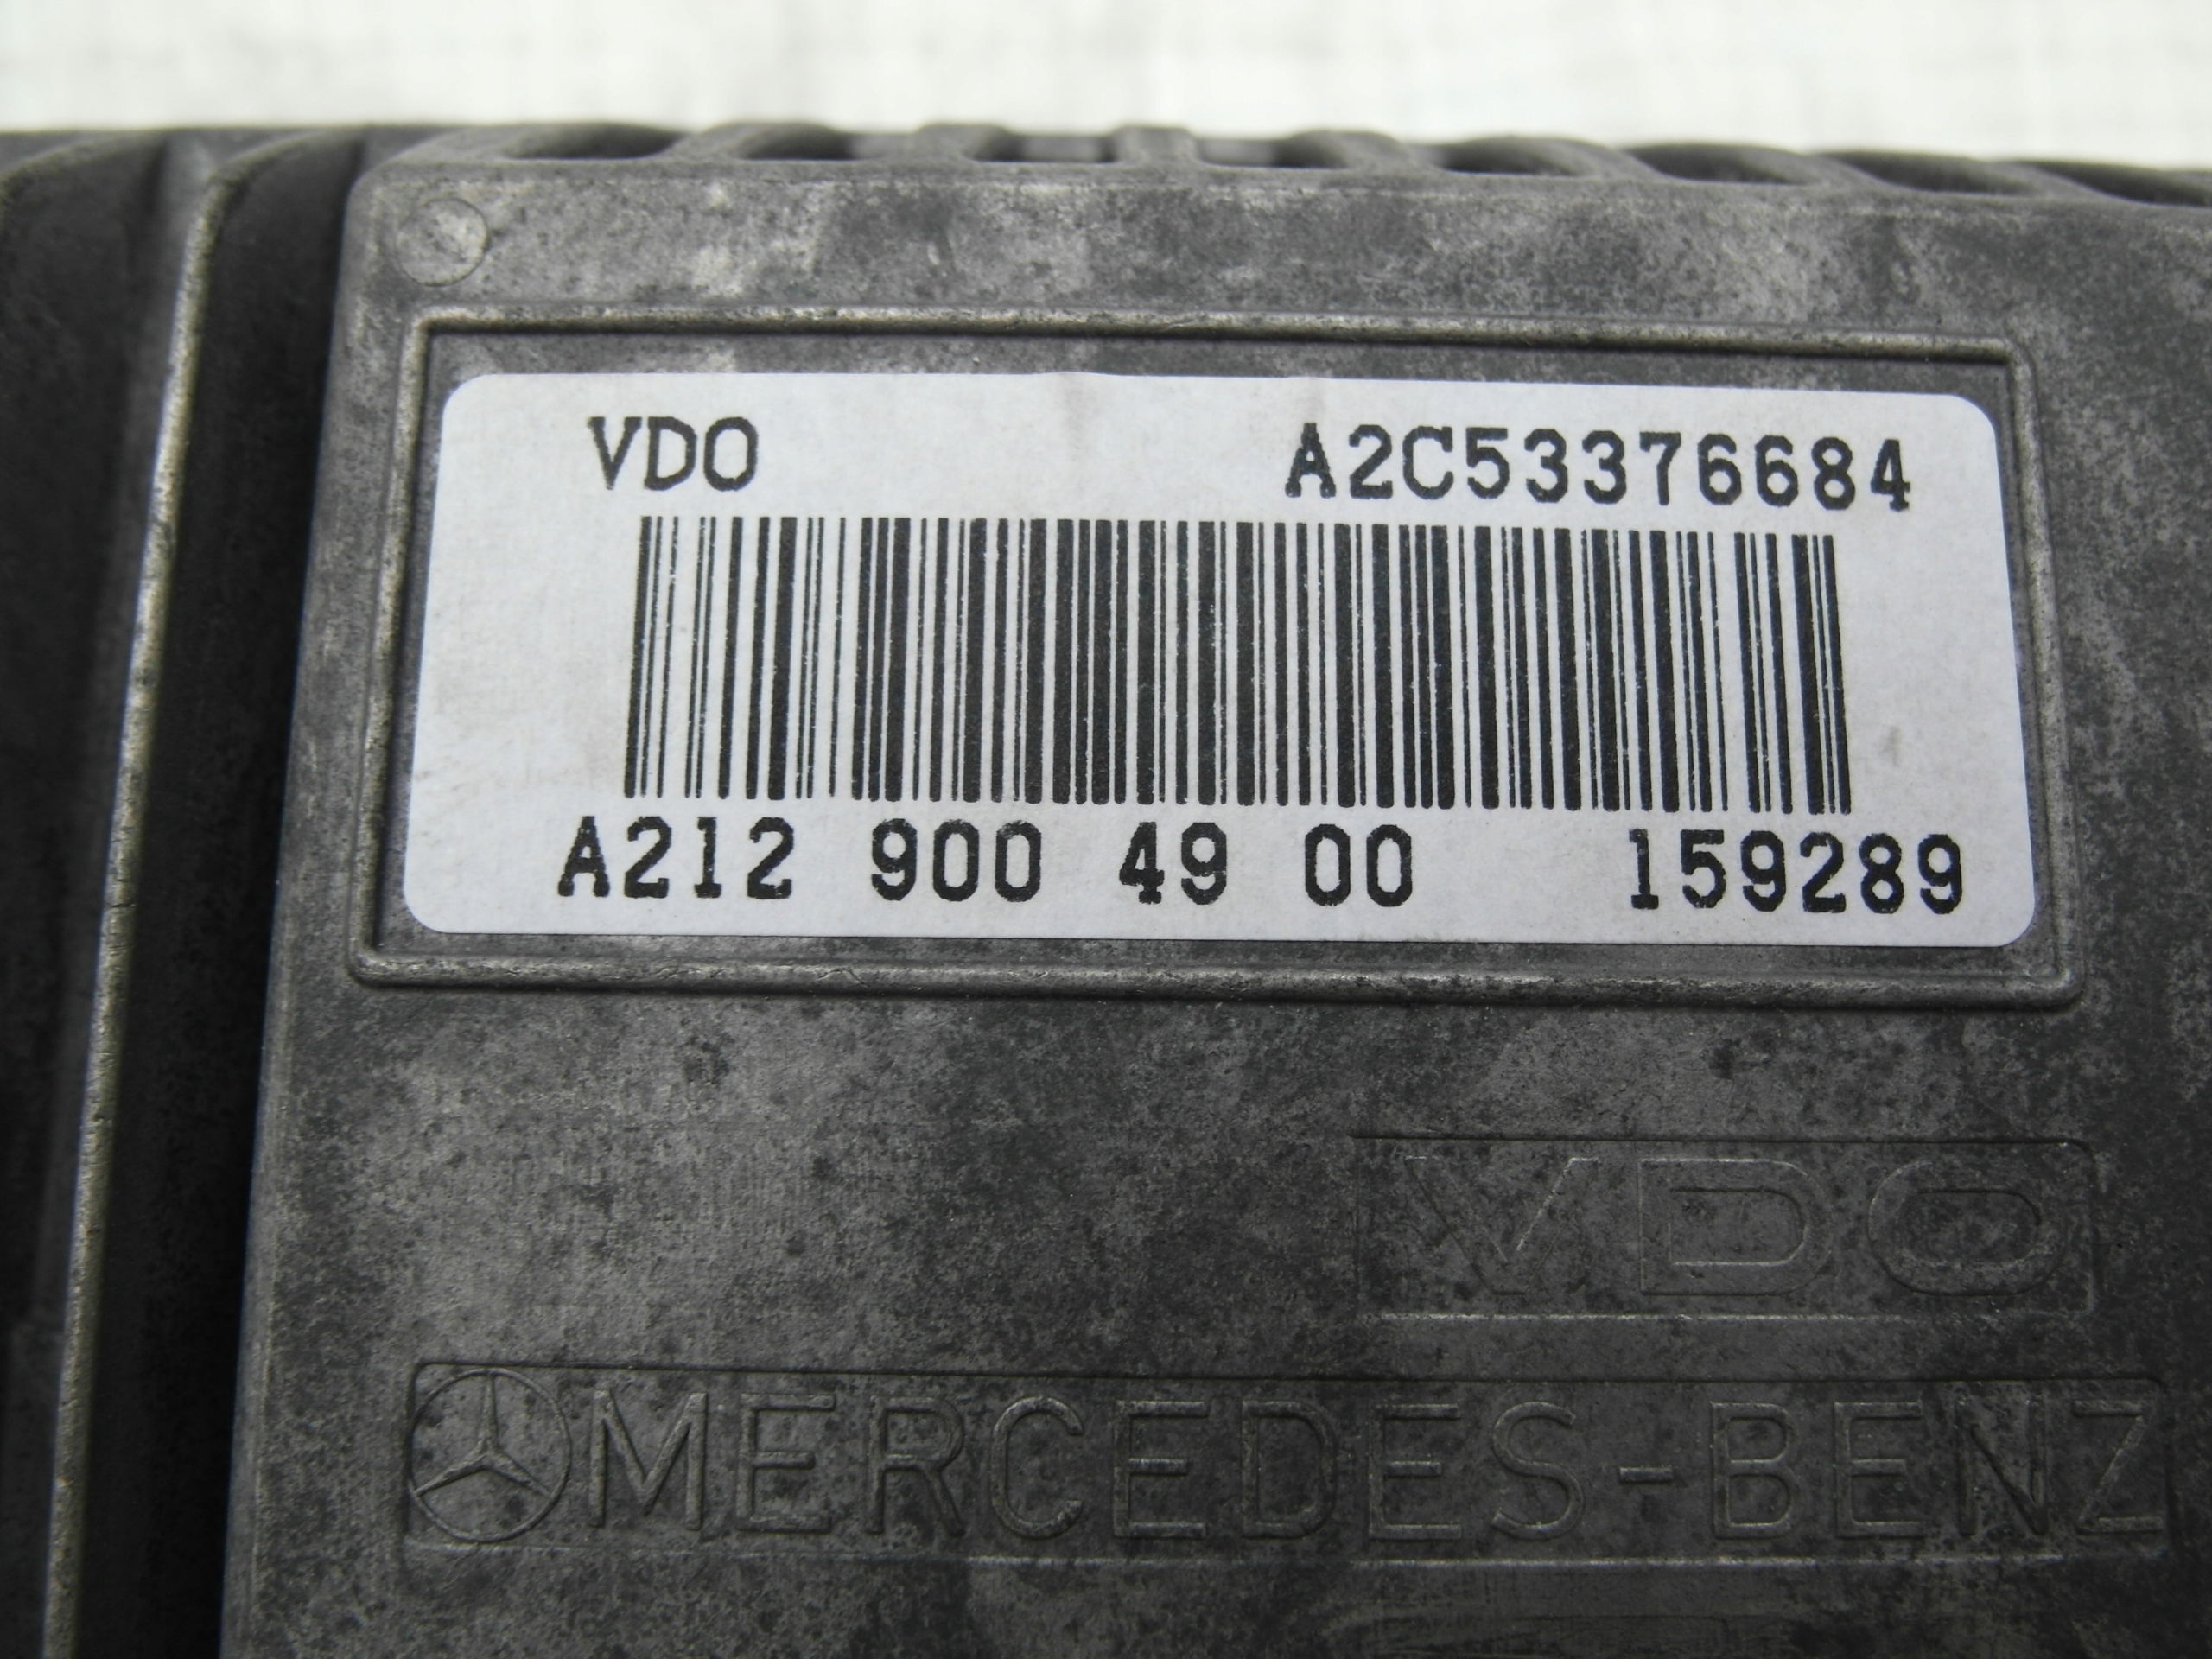 VDO A2C53376684
A212 900 49 00 159289
VDO
MERCEDES-BENZ